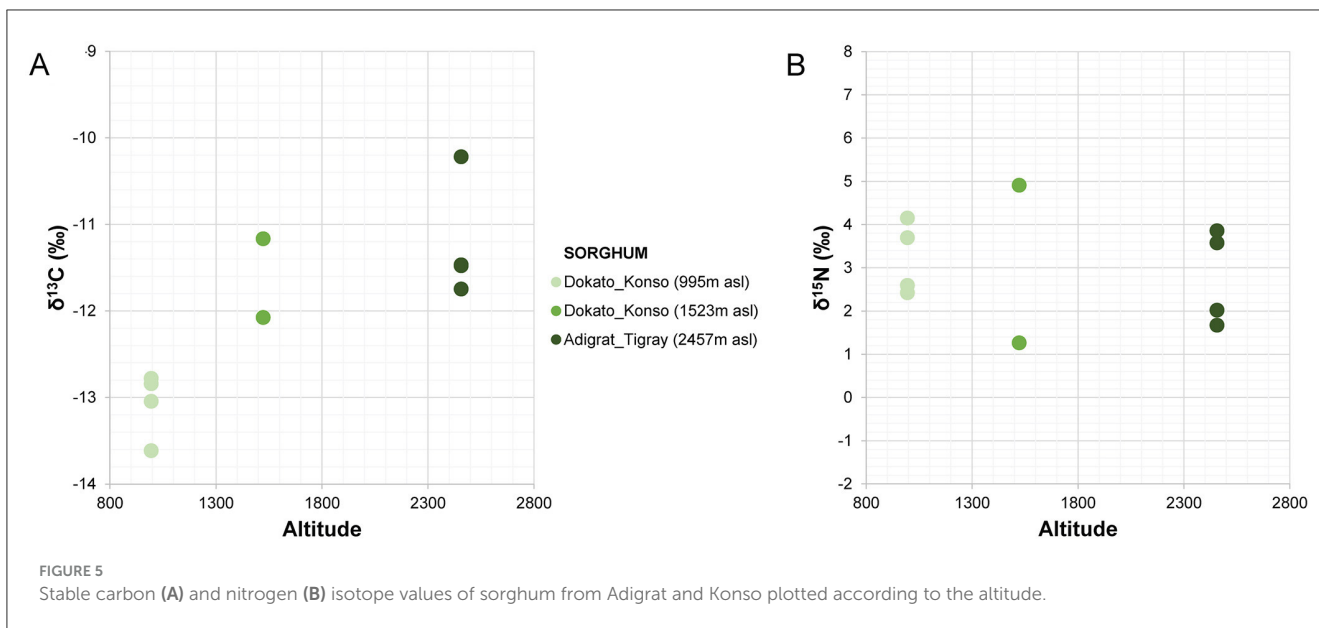 A
-9
-10
-11
-12
-13
-14
δ13C (‰)
800
1300
1800
2300
2800
Altitude
SORGHUM
Dokato_Konso (995m asl)
Dokato_Konso (1523m asl)
Adigrat_Tigray (2457m asl)
B
8
7
6
5
4
3
2
1
0
-1
-2
δ15N (‰)
800
1300
1800
2300
2800
Altitude
FIGURE 5
Stable carbon (A) and nitrogen (B) isotope values of sorghum from Adigrat and Konso plotted according to the altitude.